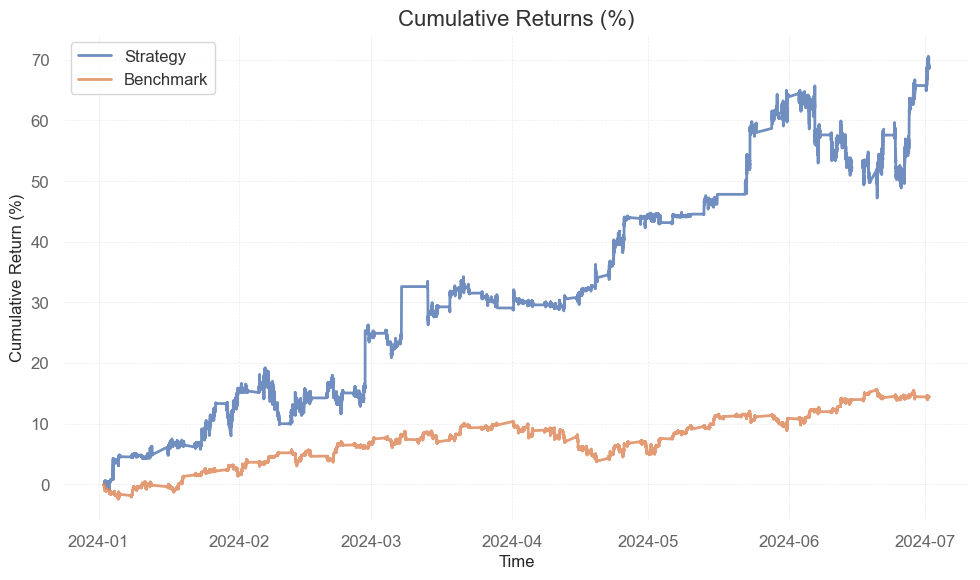 Cumulative Returns (%)
Strategy
Benchmark
70
60
50
40
30
20
10
0
Cumulative Return (%)
2024-01 2024-02 2024-03 2024-04 2024-05 2024-06 2024-07
Time